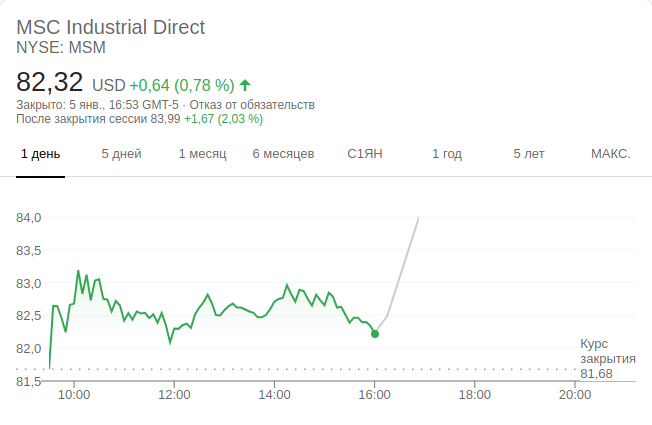 MSC Industrial Direct
NYSE: MSM
82,32 USD +0,64 (0,78 %)
Закрыто: 5 янв., 16:53 GMT-5 · Отказ от обязательств
После закрытия сессии 83,99 +1,67 (2,03 %)
1 день 5 дней 1 месяц 6 месяцев С1ЯН 1 год 5 лет МАКС.
84,0
83,5
83,0
82,5
82,0
81,5
Курс
закрытия
81,68
10:00 12:00 14:00 16:00 18:00 20:00